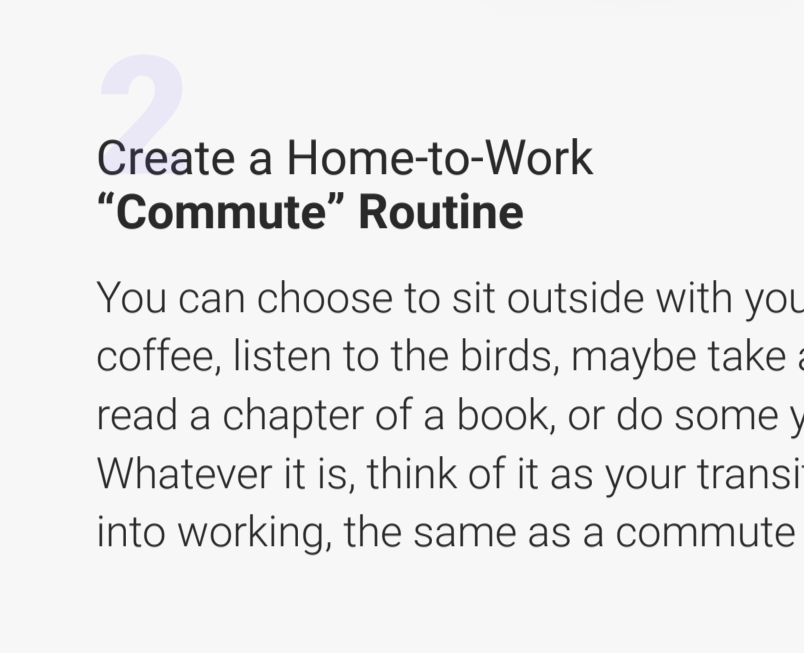 2
Create a Home-to-Work
“Commute” Routine
You can choose to sit outside with
coffee, listen to the birds, maybe take
read a chapter of a book, or do some
Whatever it is, think of it as your
into working, the same as a commute